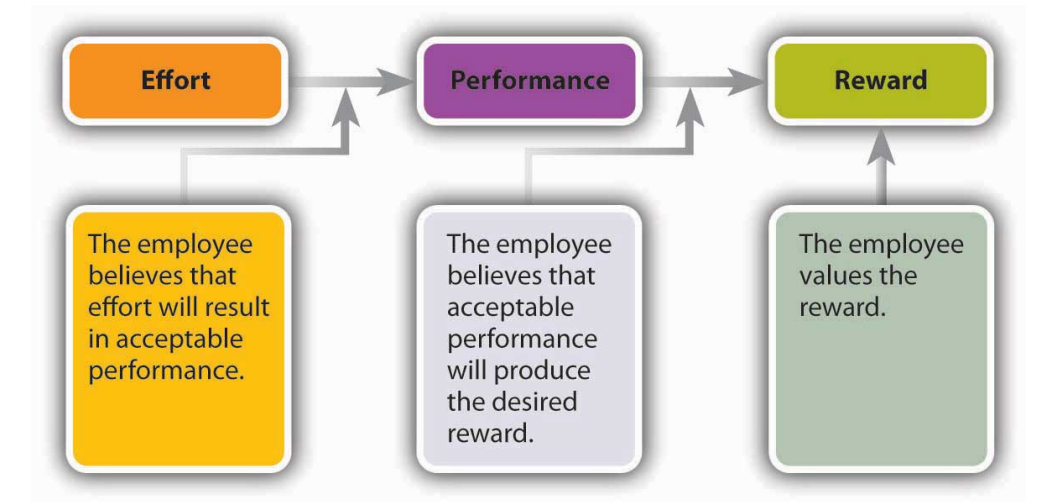 Effort
Performance
Reward
The employee
believes that
effort will result
in acceptable
performance.
The employee
believes that
acceptable
performance
will produce
the desired
reward.
The employee
values the
reward.